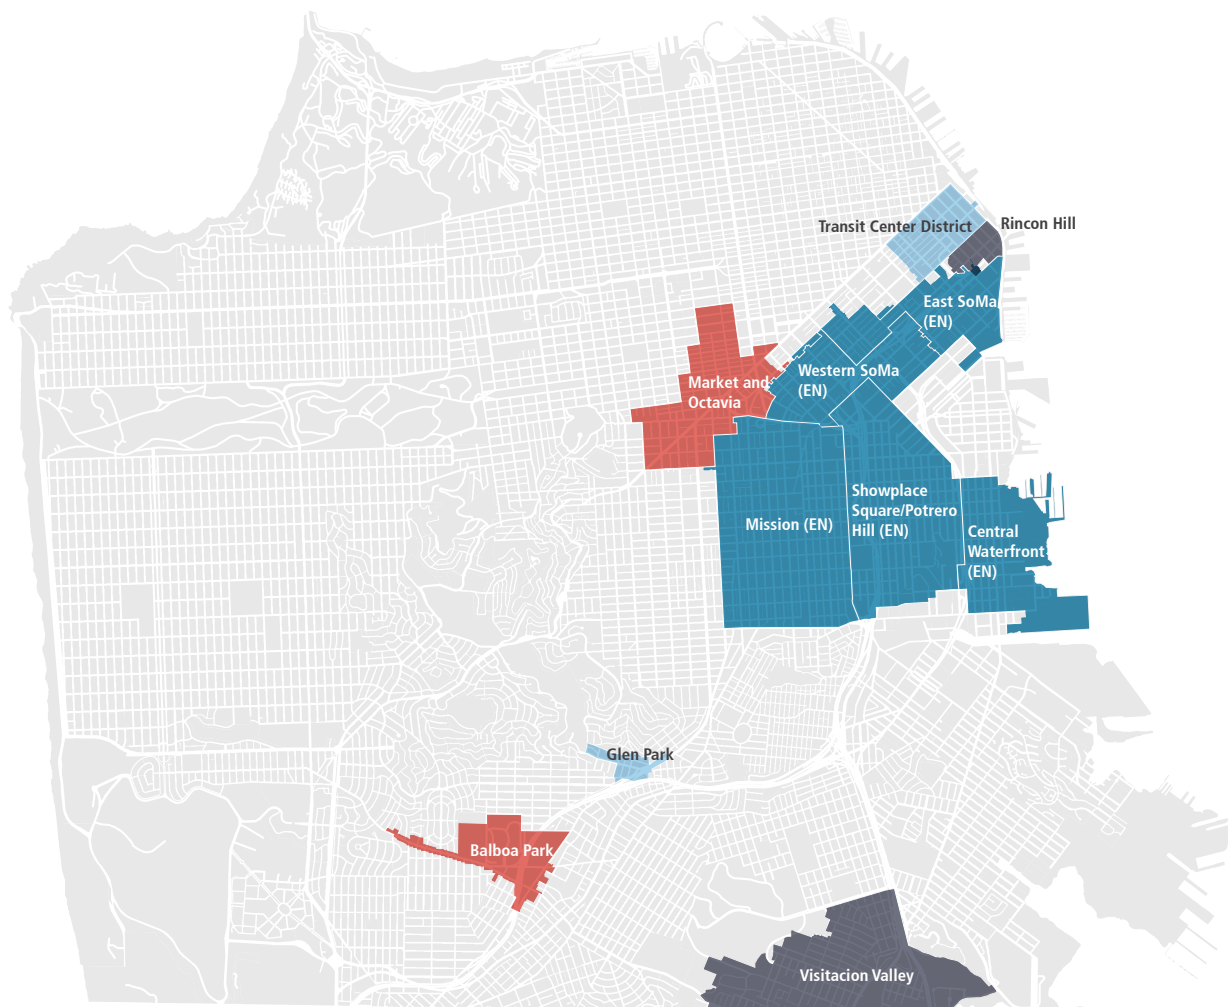 Transit Center District
Rincon Hill
East SoMa
(EN)
Western SoMa
(EN)
Market and
Octavia
Showplace
Square/Potrero
Hill (EN)
Mission (EN)
Central
Waterfront
(EN)
Glen Park
Balboa Park
Visitacion Valley